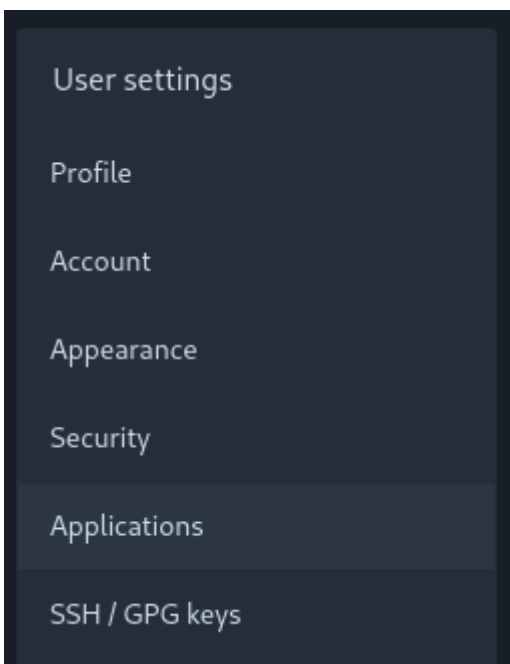 User settings
Profile
Account
Appearance
Security
Applications
SSH / GPG keys